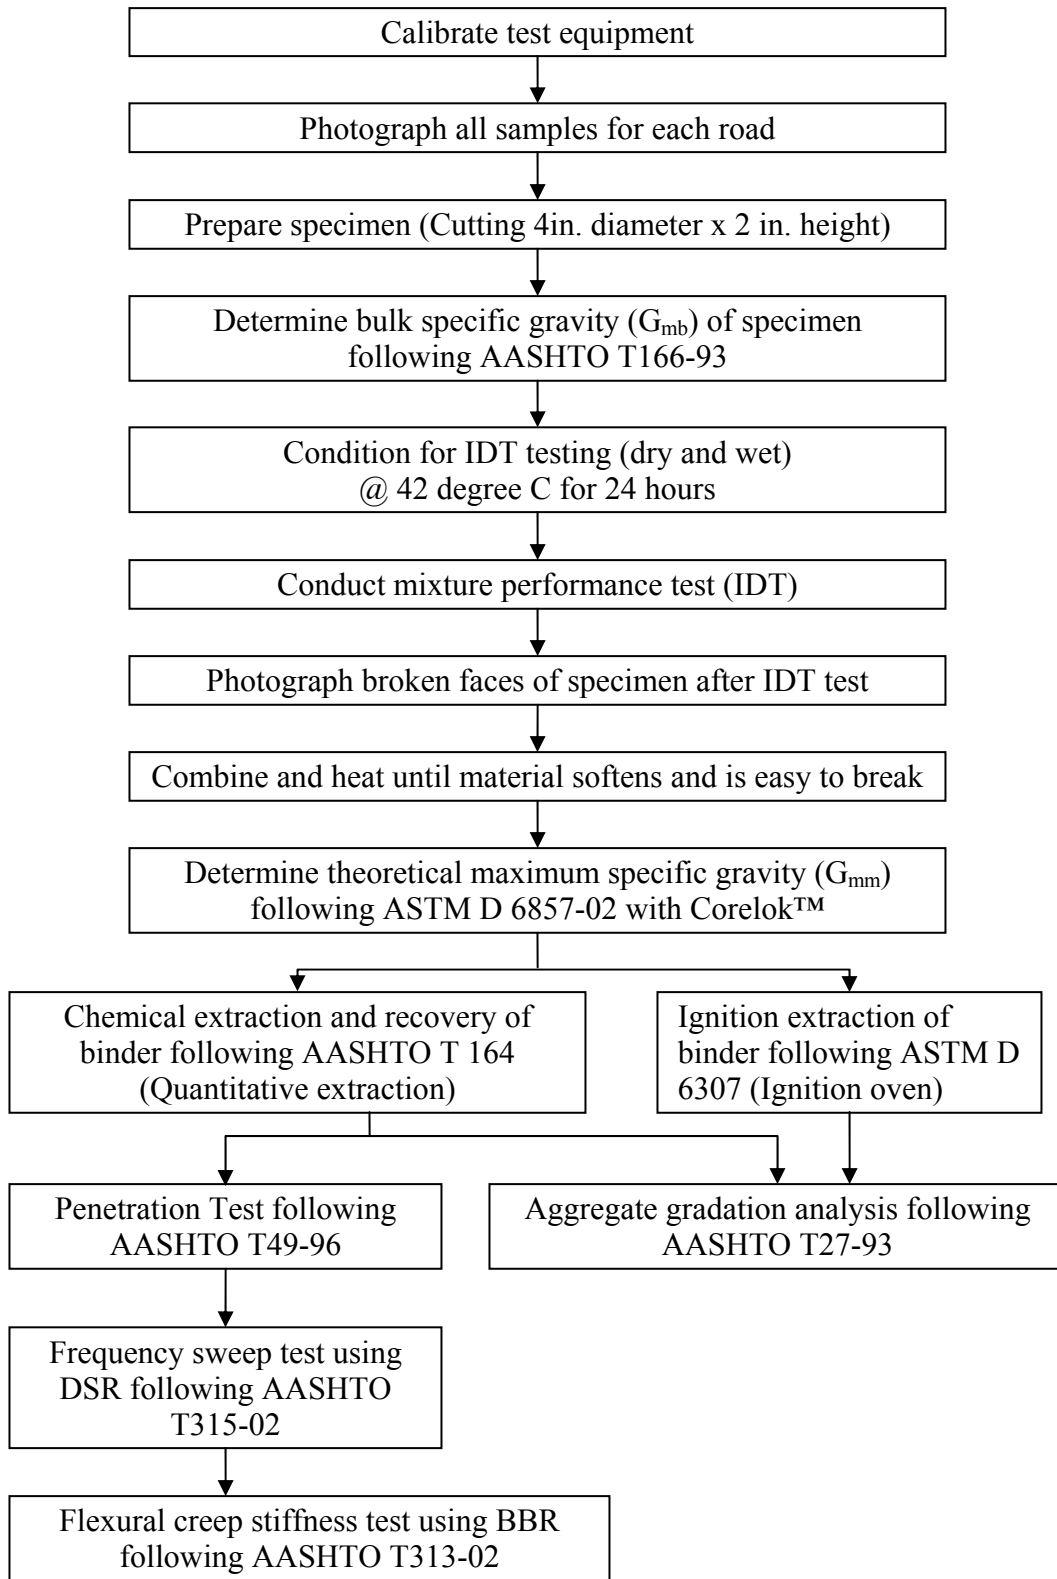 Calibrate test equipment
Photograph all samples for each road
Prepare specimen (Cutting 4in. diameter x 2 in. height)
Determine bulk specific gravity (Gmb) of specimen
following AASHTO T166-93
Condition for IDT testing (dry and wet)
@ 42 degree C for 24 hours
Conduct mixture performance test (IDT)
Photograph broken faces of specimen after IDT test
Combine and heat until material softens and is easy to break
Determine theoretical maximum specific gravity (Gmm)
following ASTM D 6857-02 with Corelok™
Chemical extraction and recovery of
binder following AASHTO T 164
(Quantitative extraction)
Ignition extraction of
binder following ASTM D
6307 (Ignition oven)
Penetration Test following
AASHTO T49-96
Aggregate gradation analysis following
AASHTO T27-93
Frequency sweep test using
DSR following AASHTO
T315-02
Flexural creep stiffness test using BBR
following AASHTO T313-02